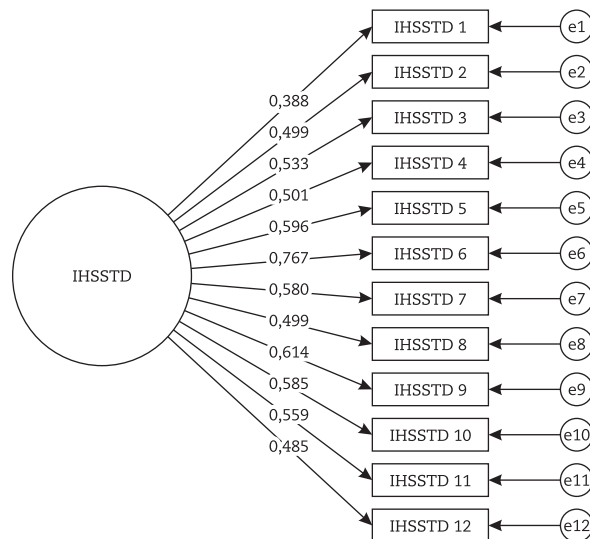 IHSSTD
0,388
0,499
0,533
0,501
0,596
0,767
0,580
0,499
0,614
0,585
0,559
0,485
IHSSTD 1
e1
IHSSTD 2
e2
IHSSTD 3
e3
IHSSTD 4
e4
IHSSTD 5
e5
IHSSTD 6
e6
IHSSTD 7
e7
IHSSTD 8
e8
IHSSTD 9
e9
IHSSTD 10
e10
IHSSTD 11
e11
IHSSTD 12
e12